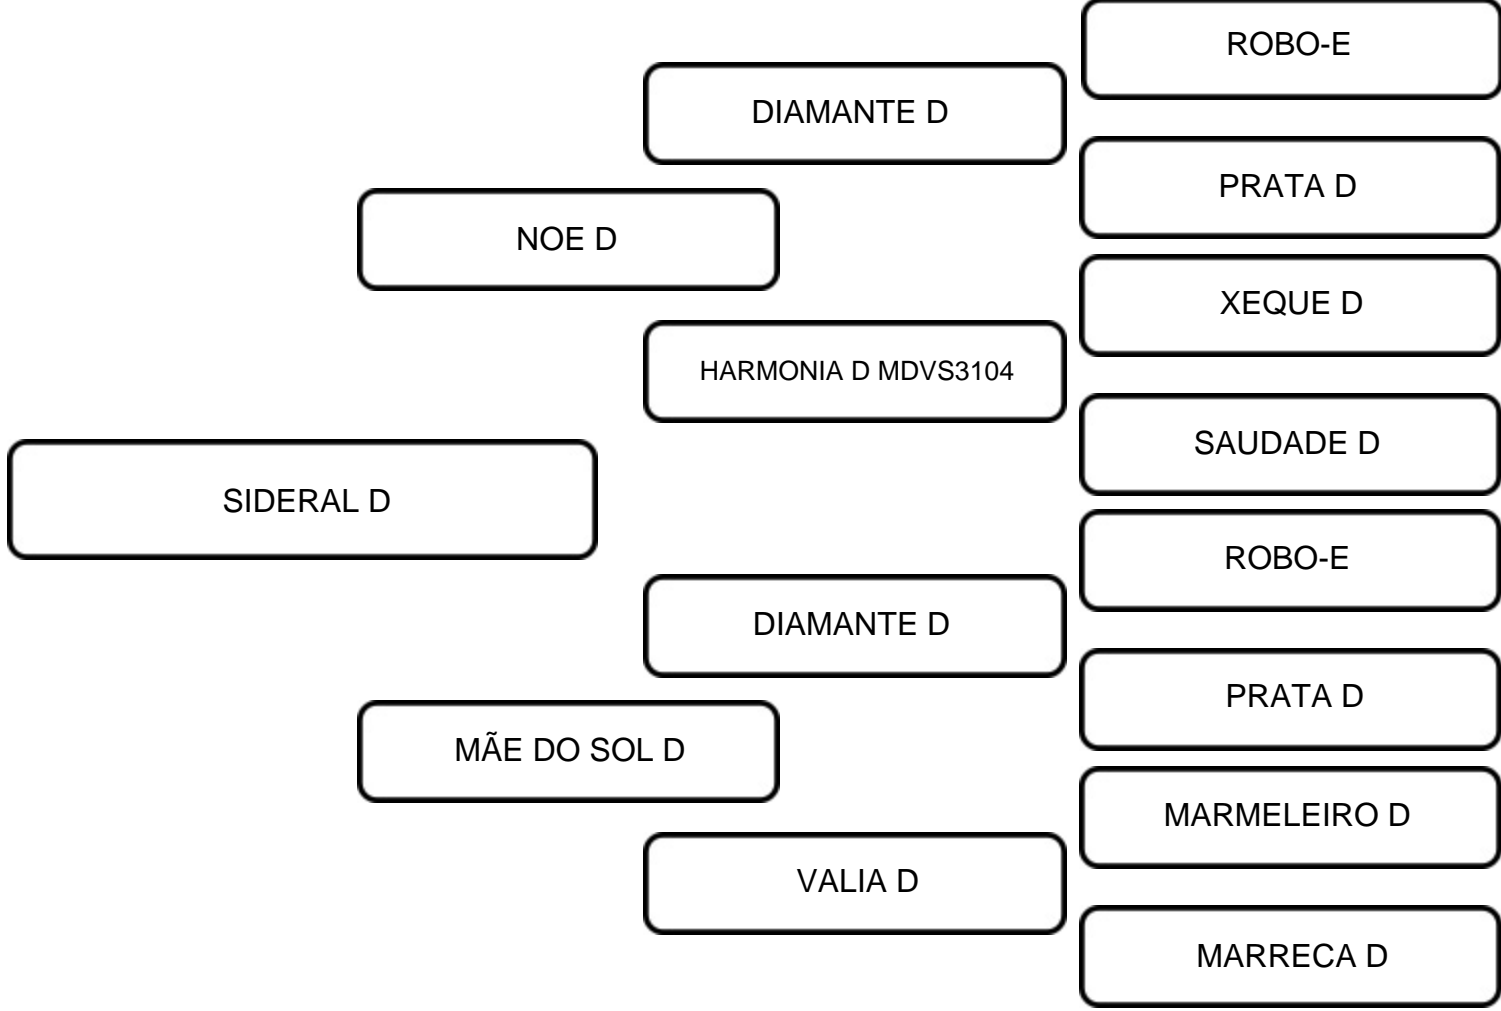 ROBO-E
DIAMANTE D
PRATA D
NOE D
XEQUE D
HARMONIA D MDVS3104
SAUDADE D
SIDERAL D
ROBO-E
DIAMANTE D
PRATA D
MÃE DO SOL D
MARMELEIRO D
VALIA D
MARRECA D